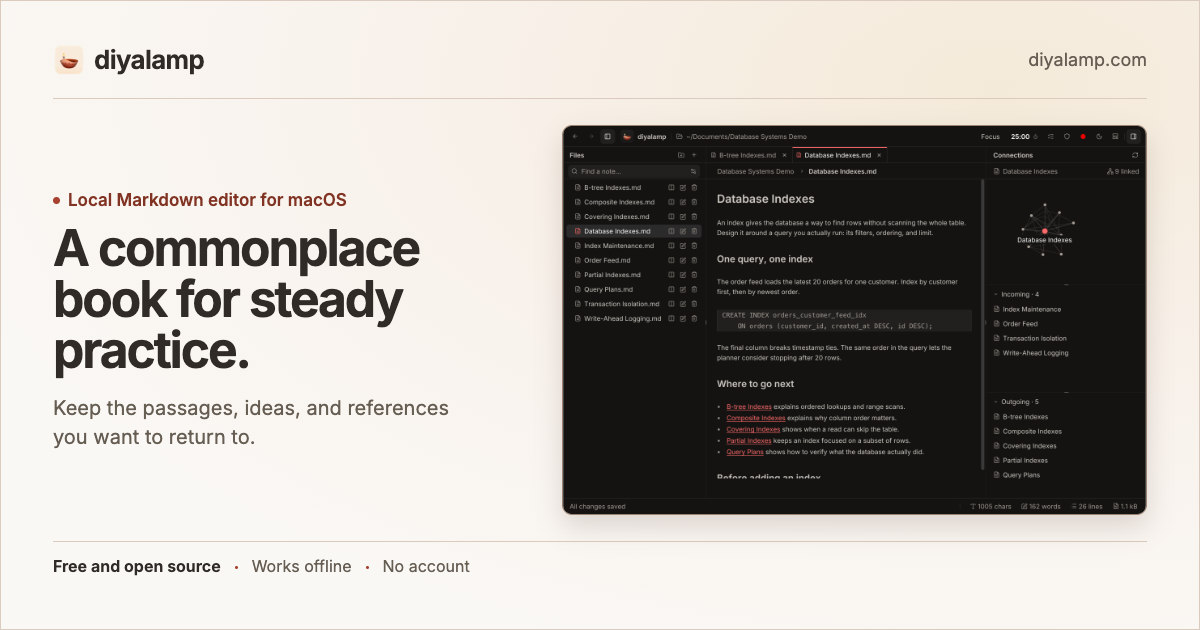 diyalamp
diyalamp.com
Local Markdown editor for macOS
A commonplace
book for steady
practice.
Keep the passages, ideas, and references
you want to return to.
diyalamp
~/Documents/Database Systems Demo
Focus 25:00
Files
Find a note...
B-tree Indexes.md
Composite Indexes.md
Covering Indexes.md
Database Indexes.md
Index Maintenance.md
Order Feed.md
Partial Indexes.md
Query Plans.md
Transaction Isolation.md
Write-Ahead Logging.md
B-tree Indexes.md × Database Indexes.md ×
Database Systems Demo › Database Indexes.md
Database Indexes
An index gives the database a way to find rows without scanning the whole table.
Design it around a query you actually run: its filters, ordering, and limit.
One query, one index
The order feed loads the latest 20 orders for one customer. Index by customer
first, then by newest order.
CREATE INDEX orders_customer_feed_idx
ON orders (customer_id, created_at DESC, id DESC);
The final column breaks timestamp ties. The same order in the query lets the
planner consider stopping after 20 rows.
Where to go next
• B-tree Indexes explains ordered lookups and range scans.
• Composite Indexes explains why column order matters.
• Covering Indexes shows when a read can skip the table.
• Partial Indexes keeps an index focused on a subset of rows.
• Query Plans shows how to verify what the database actually did.
Before adding an index
Connections
Database Indexes 9 linked
Database Indexes
Incoming · 4
Index Maintenance
Order Feed
Transaction Isolation
Write-Ahead Logging
Outgoing · 5
B-tree Indexes
Composite Indexes
Covering Indexes
Partial Indexes
Query Plans
All changes saved
1005 chars 162 words 26 lines 1.1 kB
Free and open source • Works offline • No account